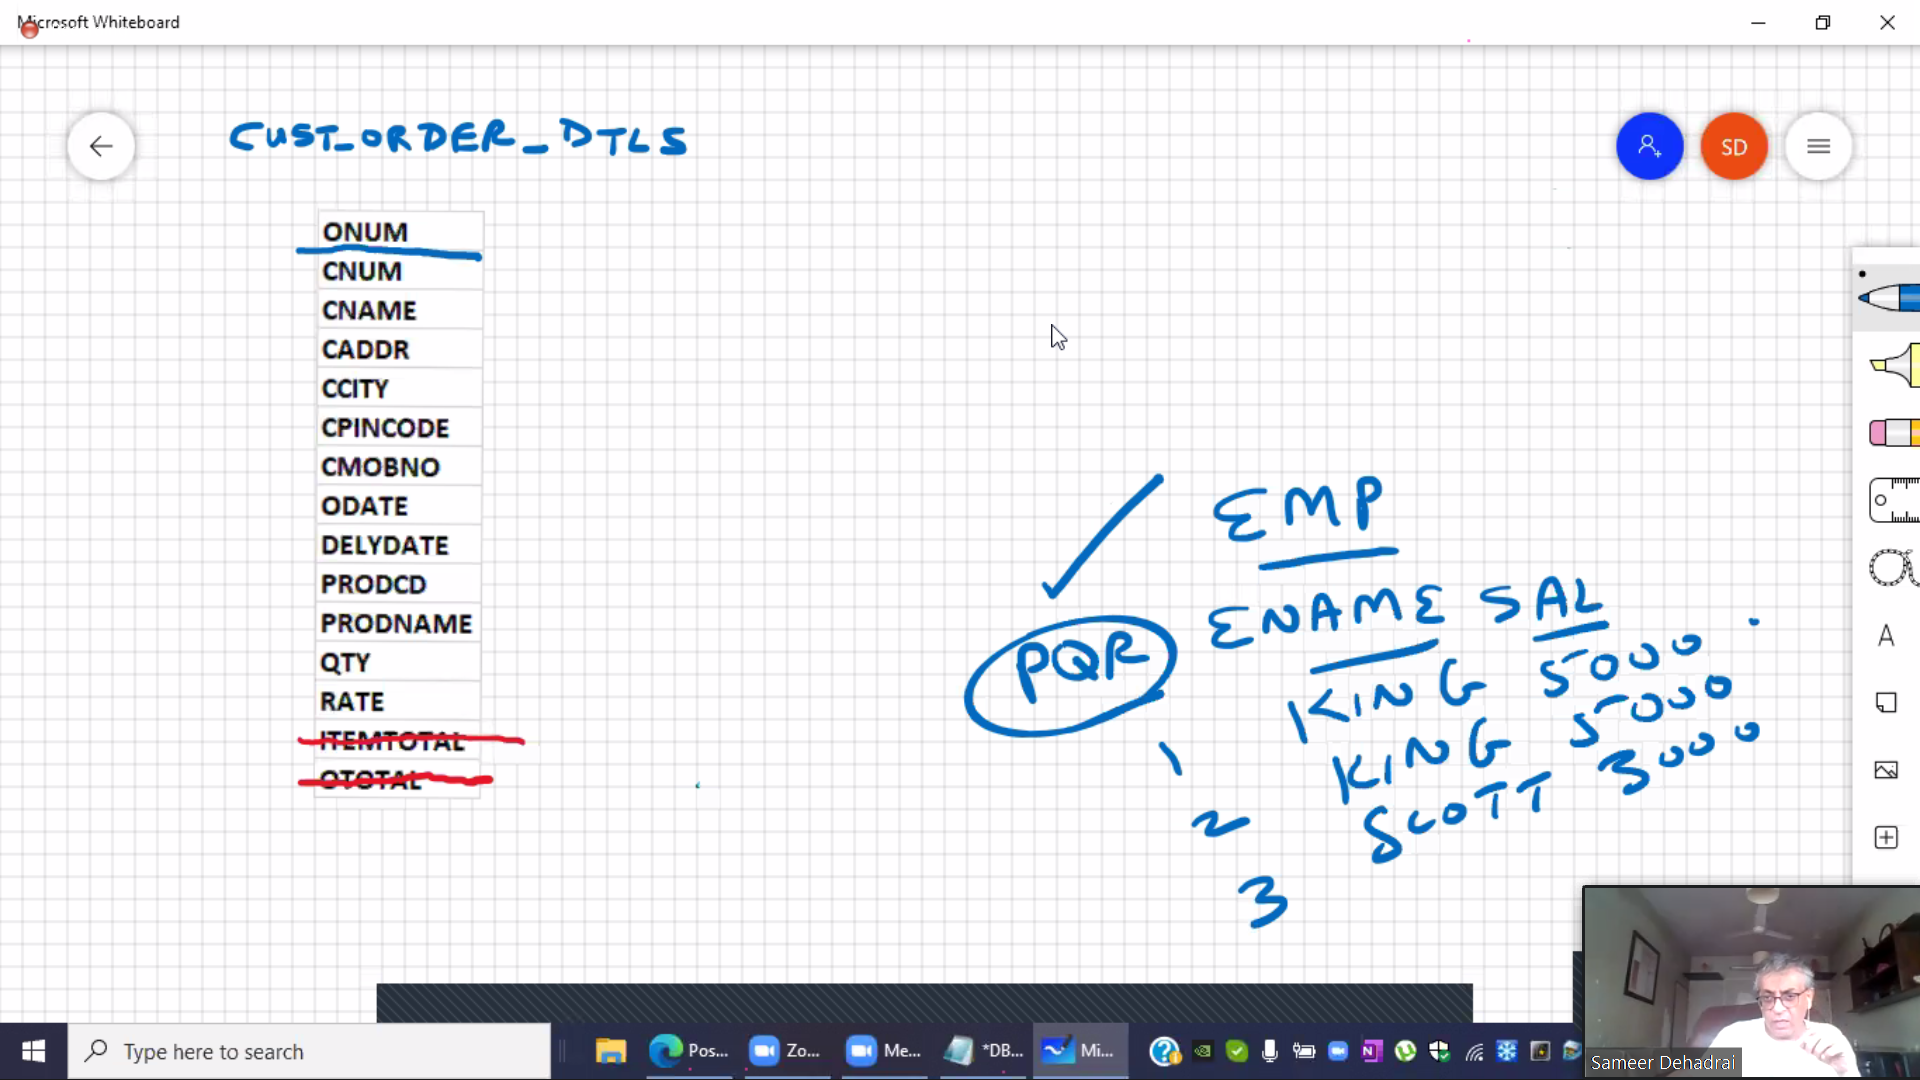 Microsoft Whiteboard
CUST_ORDER_DTLS
SD
ONUM
CNUM
CNAME
CADDR
CCITY
CPINCODE
CMOBNO
ODATE
DELYDATE
PRODCD
PRODNAME
QTY
RATE
ITEMTOTAL
OTOTAL
EMP
ENAME SAL
PQR
KING 5000
1 KING 5000
2 SCOTT 3000
3
A
Type here to search
Pos...
Zo...
Me...
*DB...
Mi...
Sameer Dehadrai